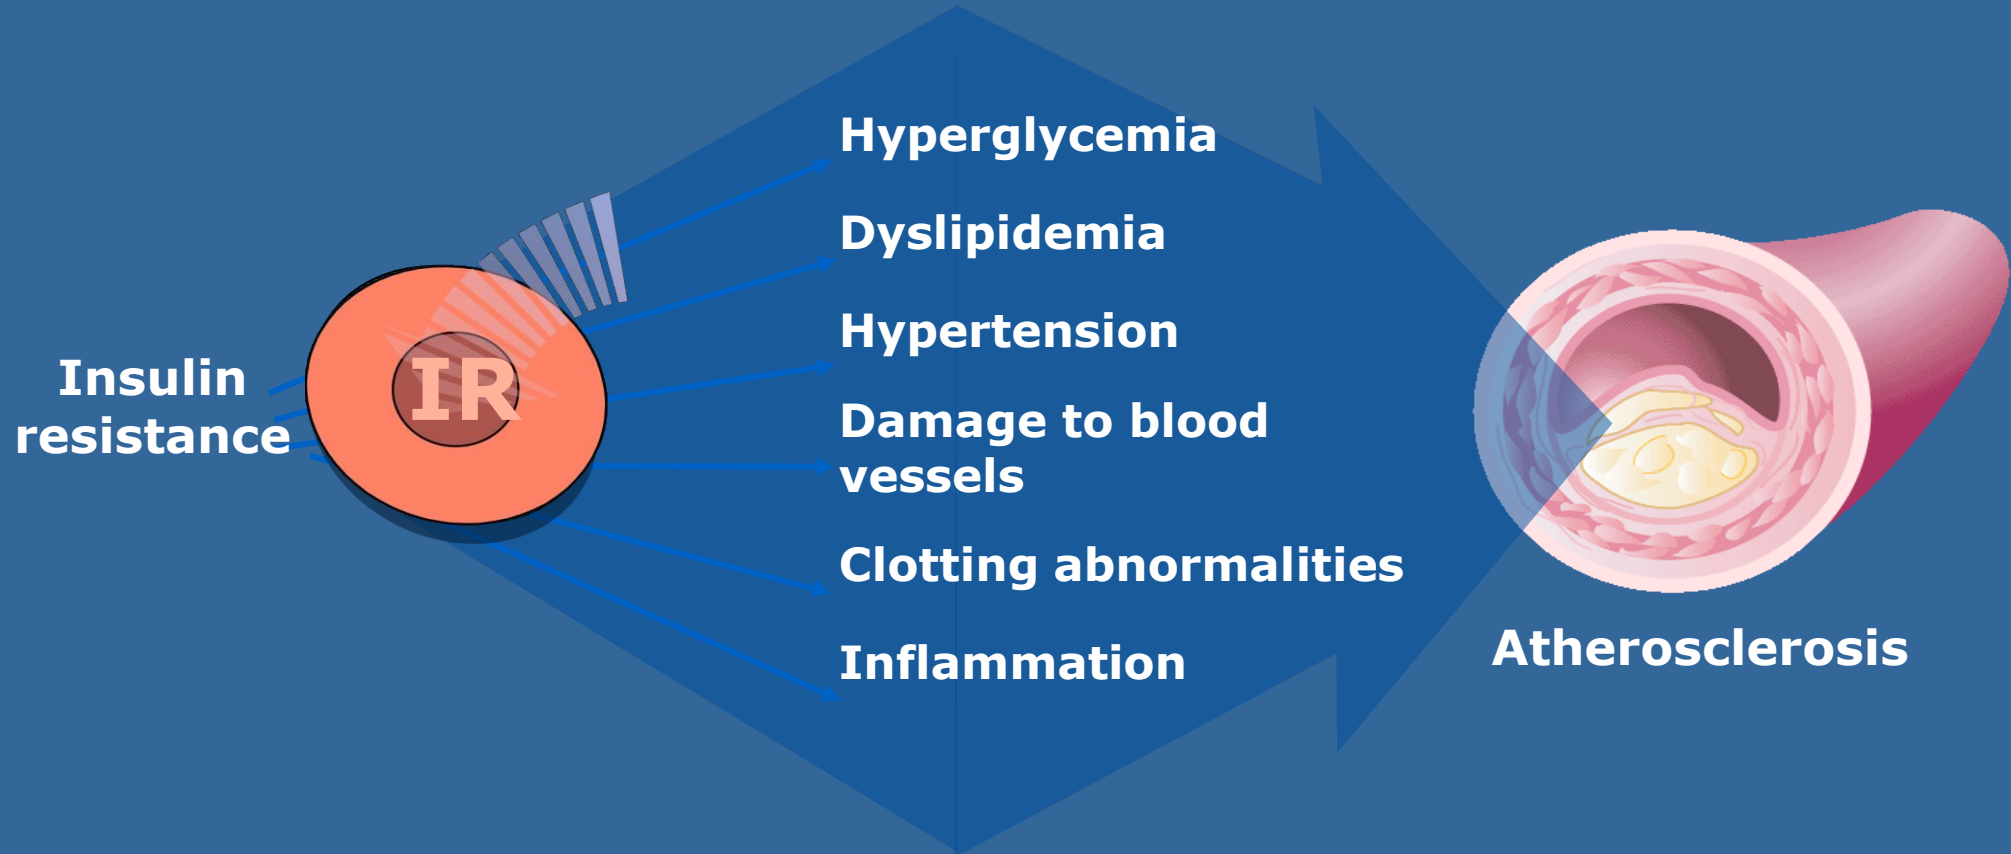 Insulin
resistance
IR
Hyperglycemia
Dyslipidemia
Hypertension
Damage to blood
vessels
Clotting abnormalities
Inflammation
Atherosclerosis